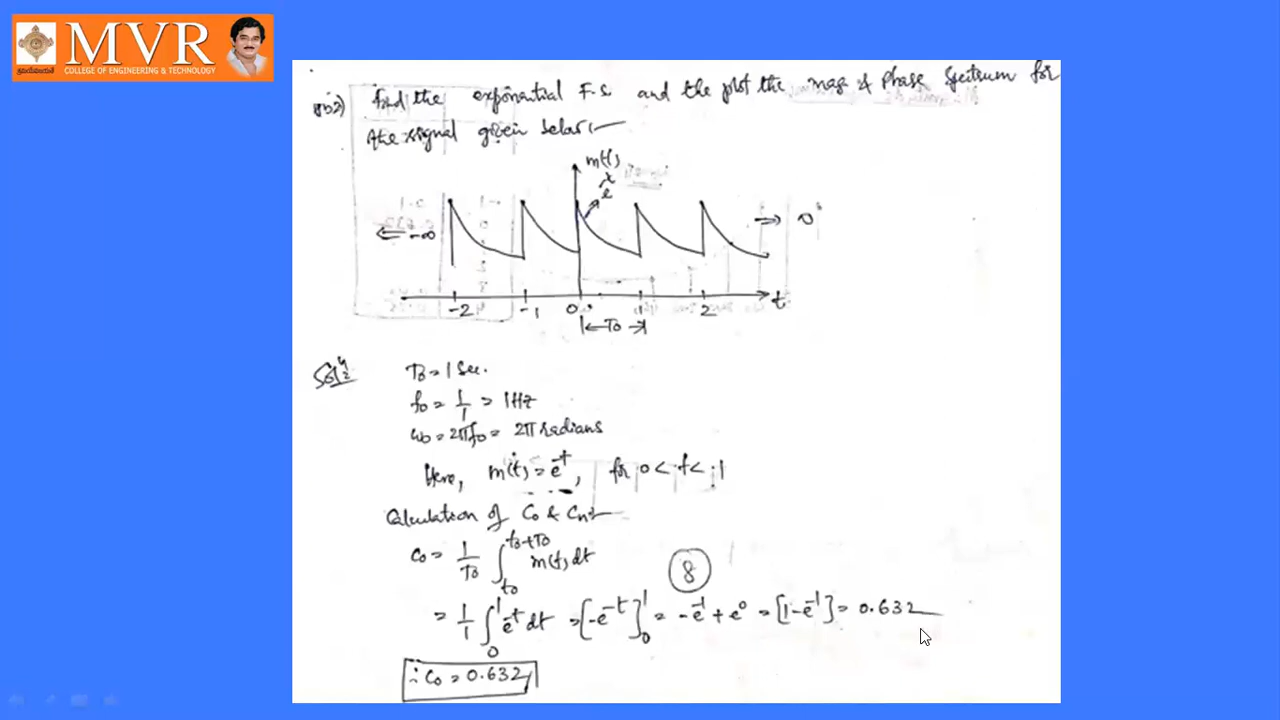 MVR
COLLEGE OF ENGINEERING & TECHNOLOGY
Find the exponential F.S. and the plot the mag & phase spectrum for
the signal given below:-
m(t)
e^-t
← -∞
→ ∞
-2 -1 0 1 2 t
|←T0→|
Sol:
T0 = 1 Sec.
f0 = 1/1 = 1Hz
ω0 = 2πf0 = 2π radians
Here, m(t) = e^-t, for 0 < t < 1
Calculation of C0 & Cn:-
C0 = 1/T0 ∫_t0^t0+T0 m(t) dt
8
= 1/1 ∫_0^1 e^-t dt = [-e^-t]_0^1 = -e^-1 + e^0 = [1-e^-1] = 0.632
∴ C0 = 0.632